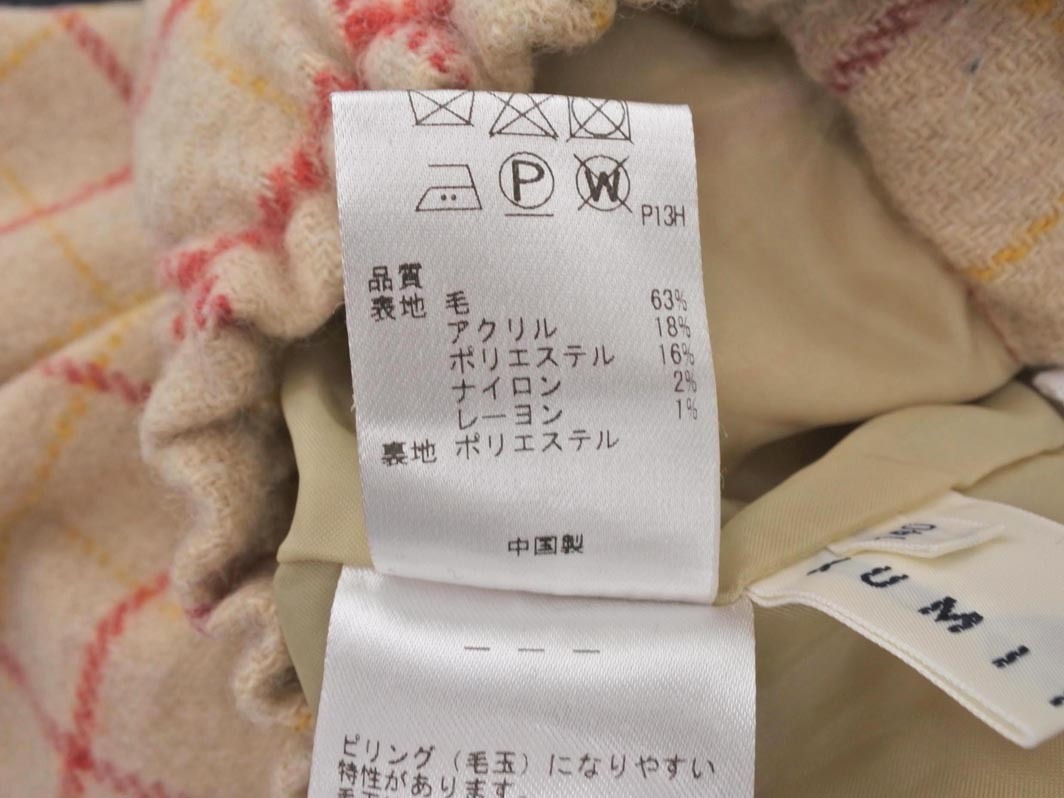 P
W
P13H
品質
表地 毛 63%
アクリル 18%
ポリエステル 16%
ナイロン 2%
レーヨン 1%
裏地 ポリエステル
中国製
ピリング(毛玉)になりやすい
特性があります。
140
UMI